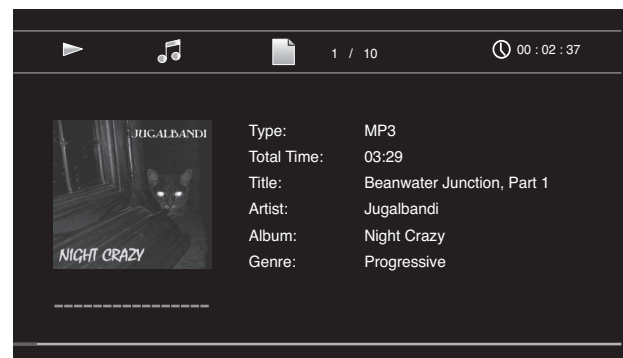 1 / 10
00 : 02 : 37
JUGALBANDI
NIGHT CRAZY
Type: MP3
Total Time: 03:29
Title: Beanwater Junction, Part 1
Artist: Jugalbandi
Album: Night Crazy
Genre: Progressive